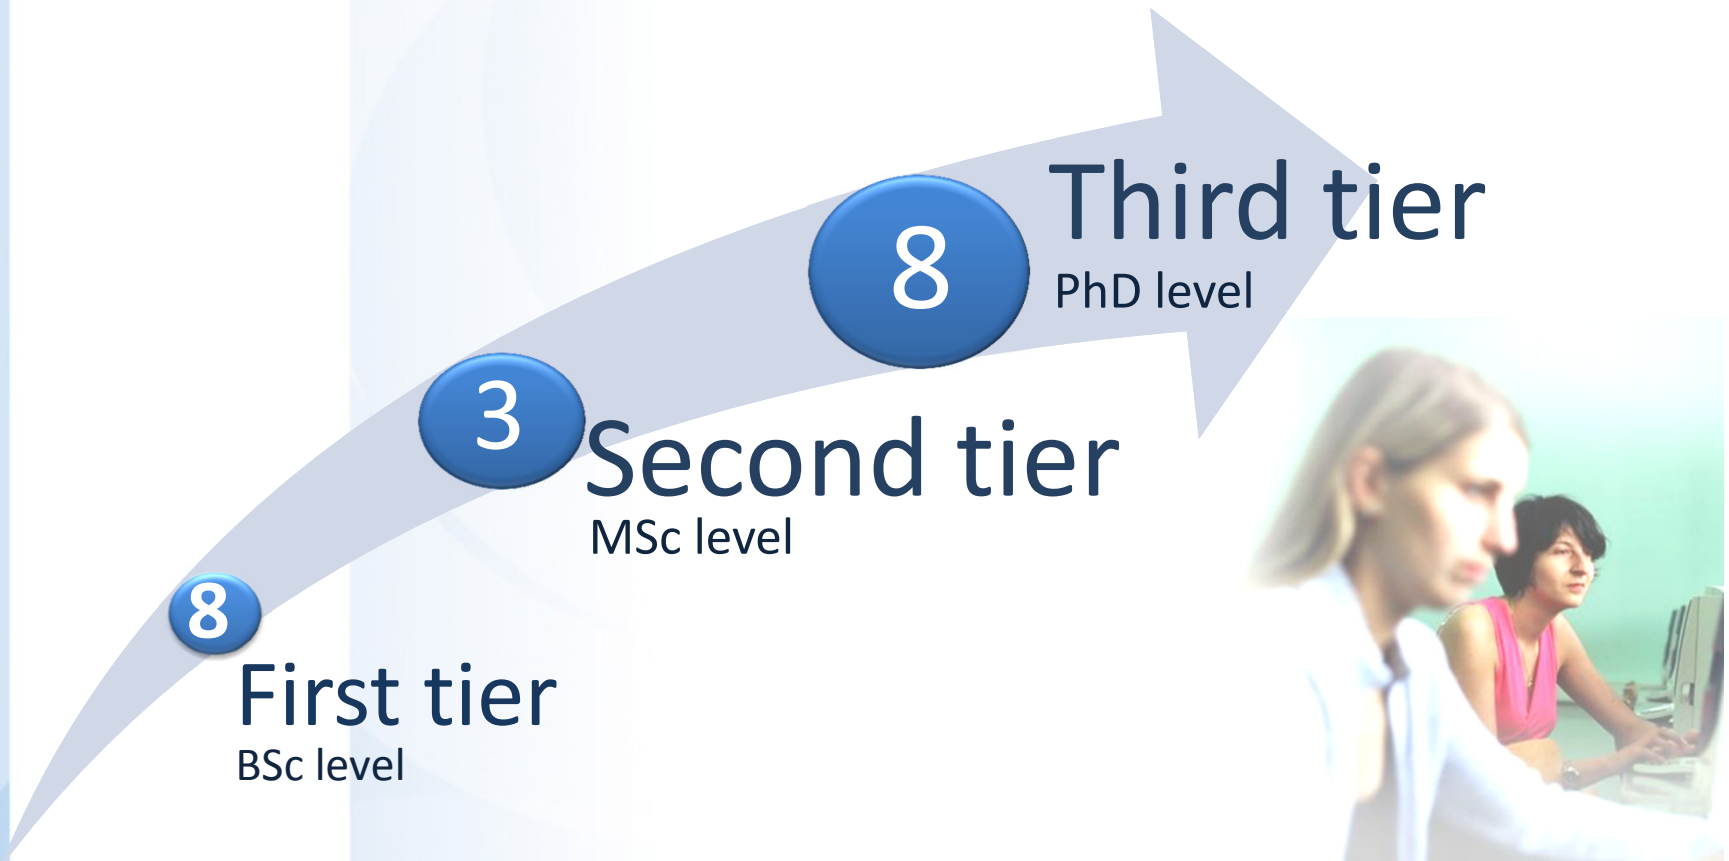 8
Third tier
PhD level
3
Second tier
MSc level
8
First tier
BSc level